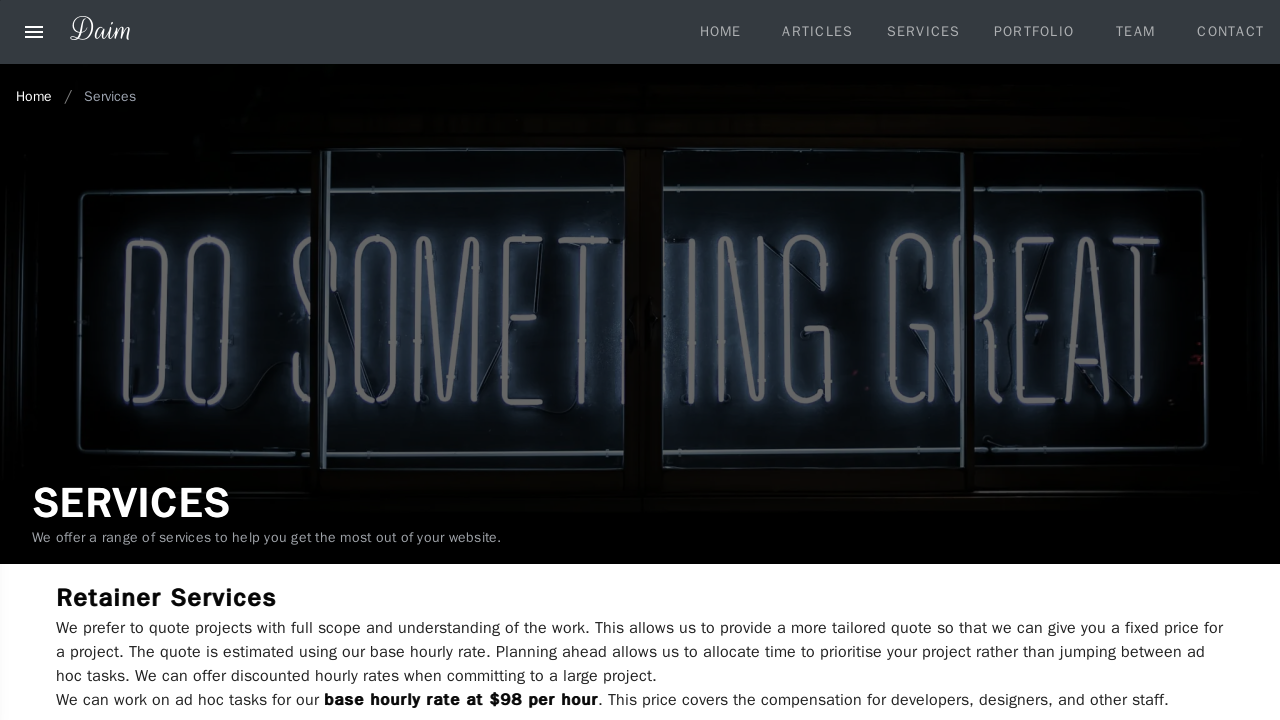 Daim
HOME ARTICLES SERVICES PORTFOLIO TEAM CONTACT
Home / Services
DO SOMETHING GREAT
SERVICES
We offer a range of services to help you get the most out of your website.
Retainer Services
We prefer to quote projects with full scope and understanding of the work. This allows us to provide a more tailored quote so that we can give you a fixed price for
a project. The quote is estimated using our base hourly rate. Planning ahead allows us to allocate time to prioritise your project rather than jumping between ad
hoc tasks. We can offer discounted hourly rates when committing to a large project.
We can work on ad hoc tasks for our base hourly rate at $98 per hour. This price covers the compensation for developers, designers, and other staff.